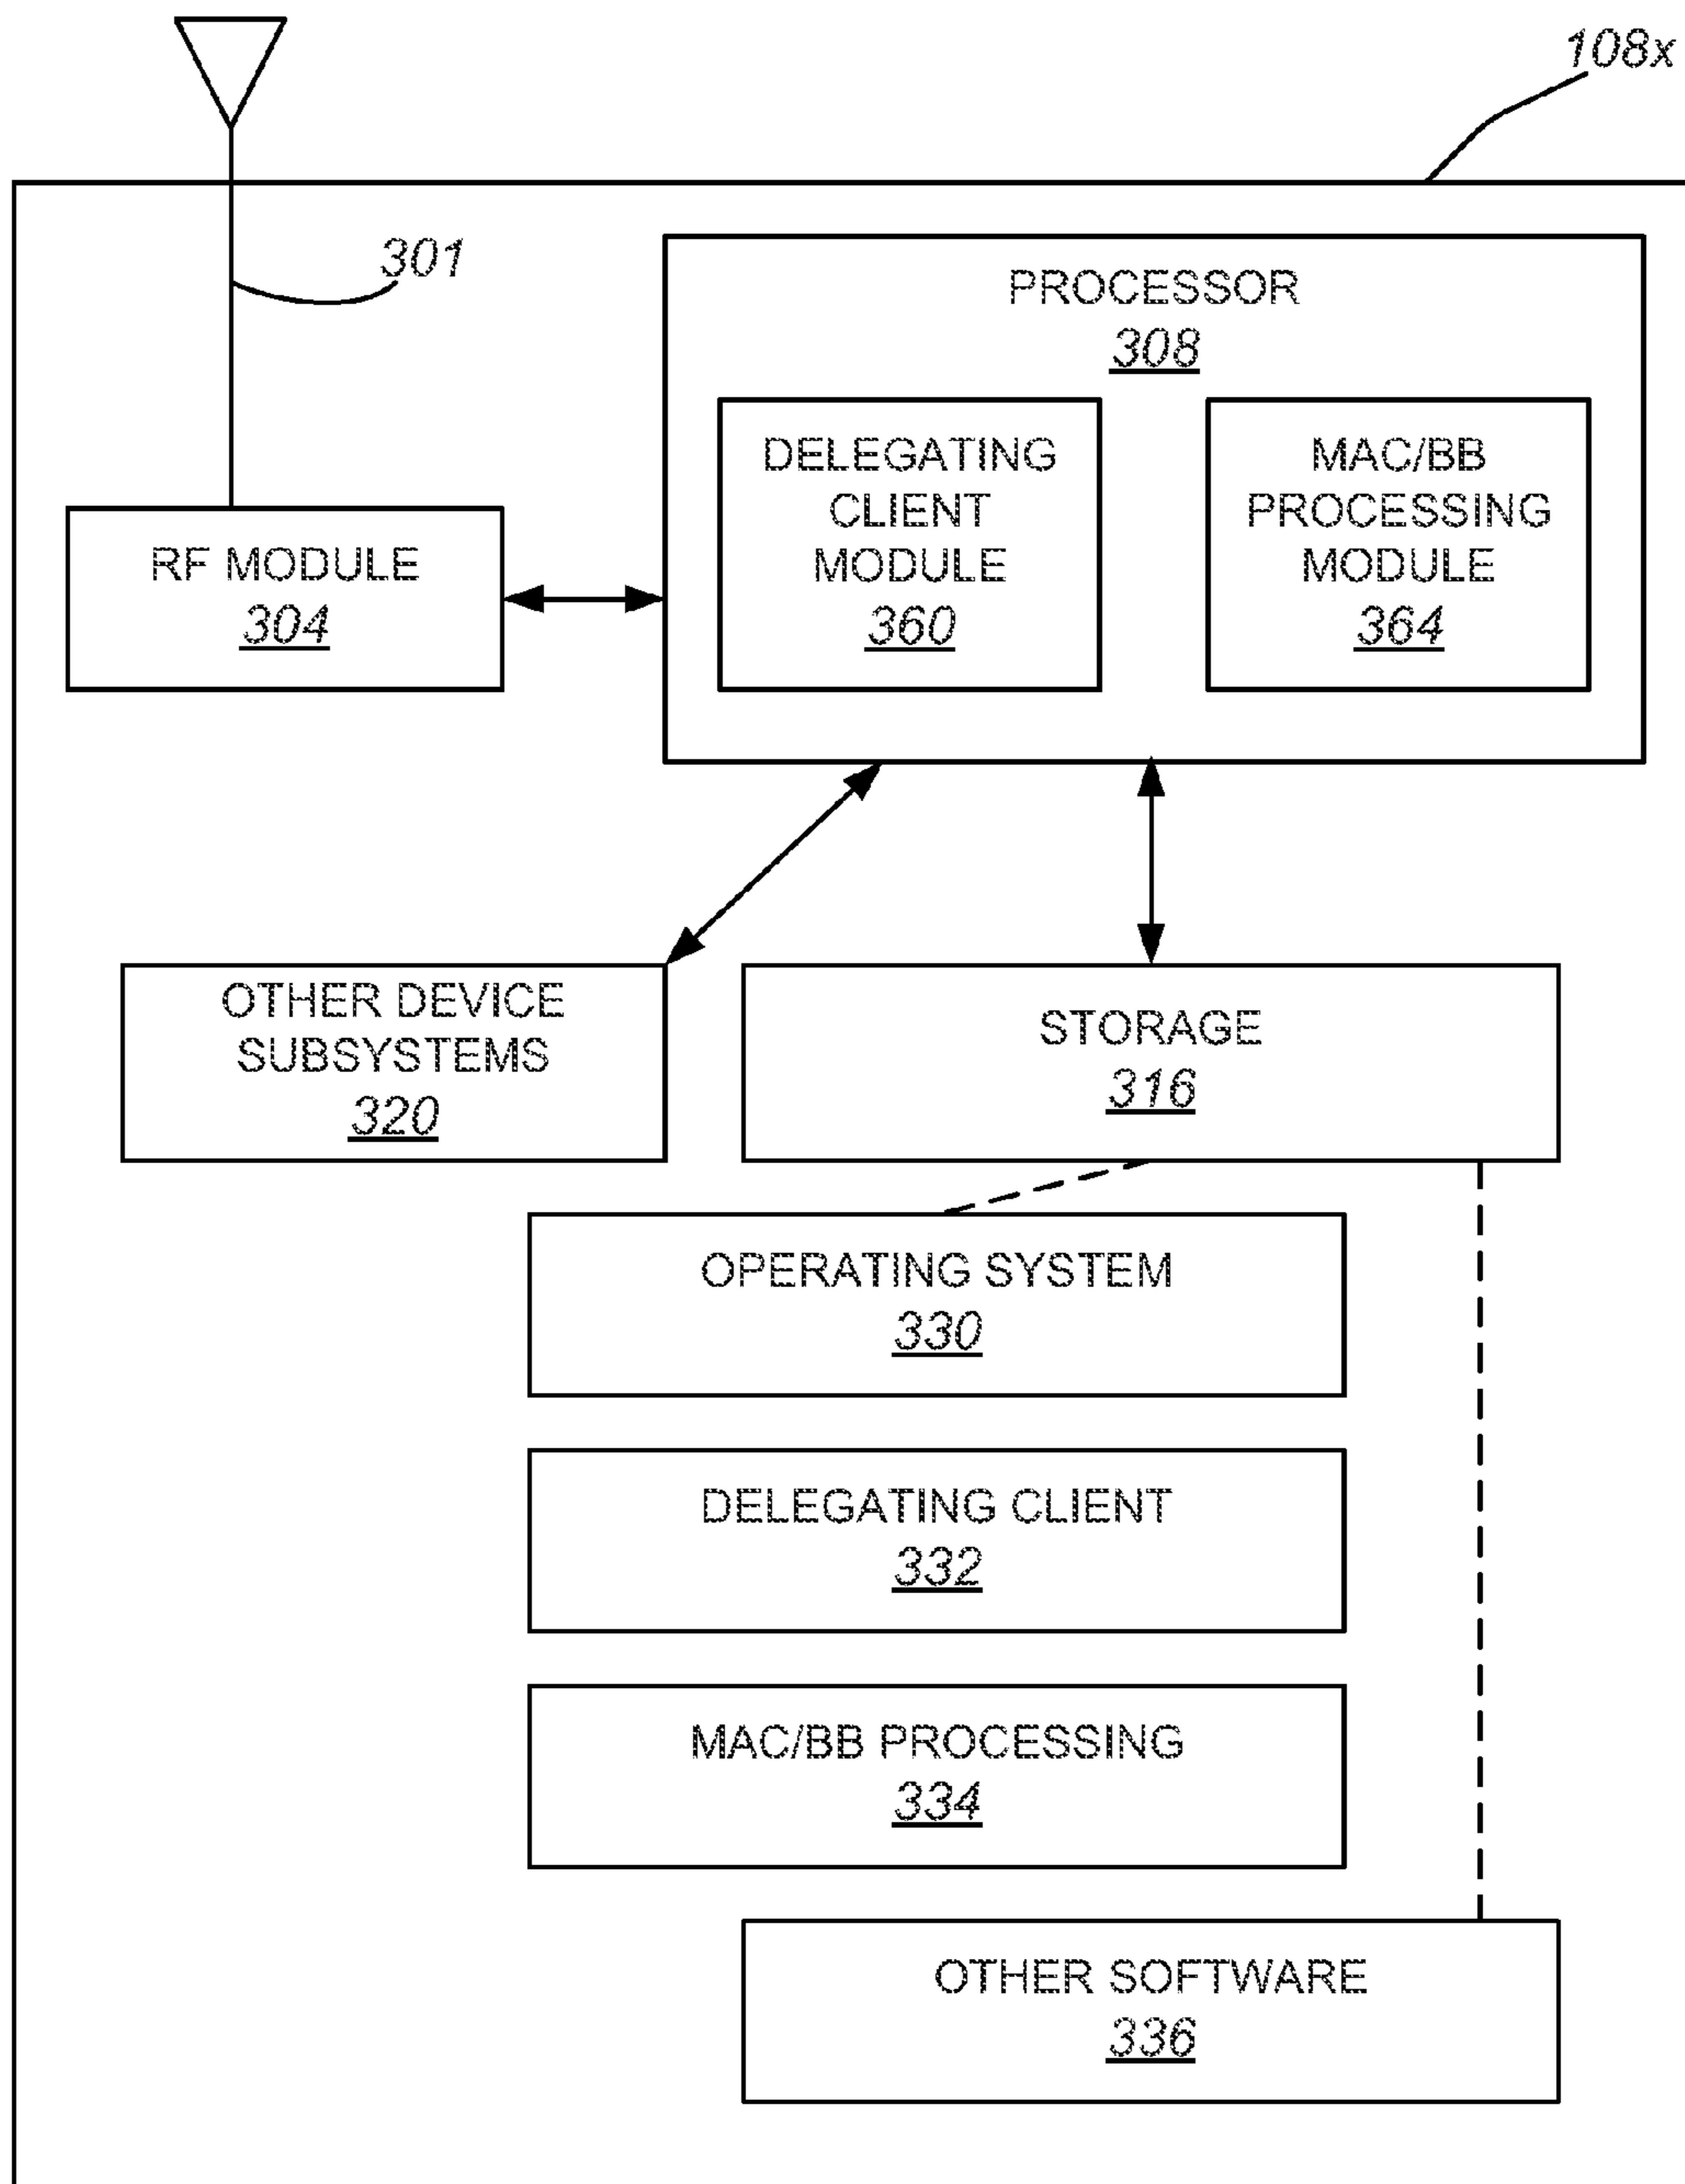 108x
301
PROCESSOR
308
DELEGATING
CLIENT
MODULE
360
MAC/BB
PROCESSING
MODULE
364
RF MODULE
304
OTHER DEVICE
SUBSYSTEMS
320
STORAGE
316
OPERATING SYSTEM
330
DELEGATING CLIENT
332
MAC/BB PROCESSING
334
OTHER SOFTWARE
336